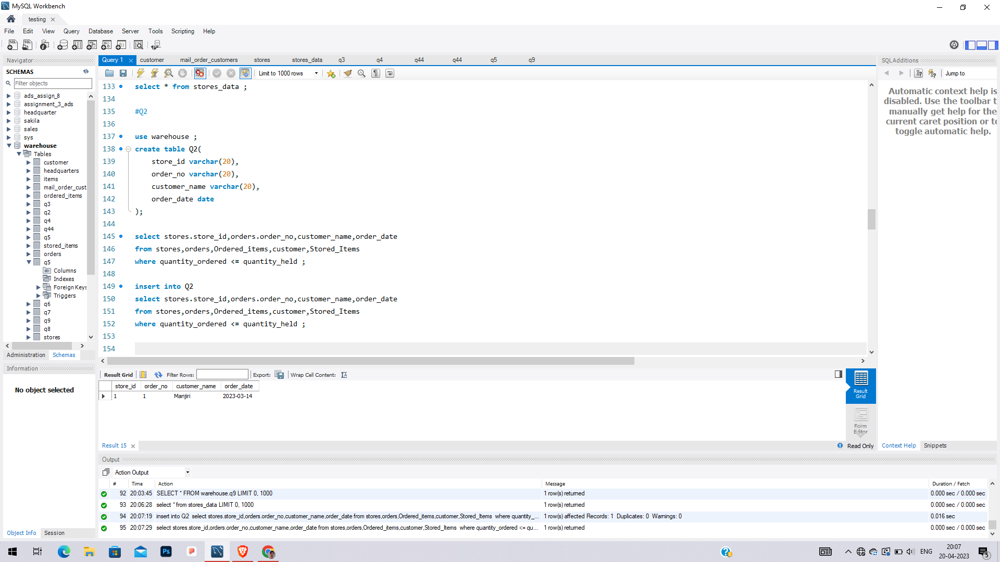 MySQL Workbench
testing
File Edit View Query Database Server Tools Scripting Help
Navigator
SCHEMAS
Filter objects
ads_assign_8
assignment_3_ads
headquarter
sakila
sales
sys
warehouse
Tables
customer
headquarters
items
mail_order_cust
ordered_items
q3
q2
q4
q44
q5
stored_items
orders
q5
Columns
Indexes
Foreign Keys
Triggers
q6
q7
q9
q8
stores
Administration Schemas
Information
No object selected
Object Info Session
Query 1 customer mail_order_customers stores stores_data q3 q4 q44 q44 q5 q9
Limit to 1000 rows
133 select * from stores_data ;
134
135 #Q2
136
137 use warehouse ;
138 create table Q2(
139 store_id varchar(20),
140 order_no varchar(20),
141 customer_name varchar(20),
142 order_date date
143 );
144
145 select stores.store_id,orders.order_no,customer_name,order_date
146 from stores,orders,Ordered_items,customer,Stored_Items
147 where quantity_ordered <= quantity_held ;
148
149 insert into Q2
150 select stores.store_id,orders.order_no,customer_name,order_date
151 from stores,orders,Ordered_items,customer,Stored_Items
152 where quantity_ordered <= quantity_held ;
153
154
Result Grid Filter Rows: Export: Wrap Cell Content:
store_id order_no customer_name order_date
1 1 Manjiri 2023-03-14
Result Grid
Form Editor
Result 15
Read Only
SQLAdditions
Jump to
Automatic context help is
disabled. Use the toolbar t
manually get help for the
current caret position or to
toggle automatic help.
Context Help Snippets
Output
Action Output
# Time Action Message Duration / Fetch
92 20:03:45 SELECT * FROM warehouse.q9 LIMIT 0, 1000 1 row(s) returned 0.000 sec / 0.000 sec
93 20:06:28 select * from stores_data LIMIT 0, 1000 1 row(s) returned 0.000 sec / 0.000 sec
94 20:07:19 insert into Q2 select stores.store_id,orders.order_no,customer_name,order_date from stores,orders,Ordered_items,customer,Stored_Items where quantity_... 1 row(s) affected Records: 1 Duplicates: 0 Warnings: 0 0.016 sec
95 20:07:29 select stores.store_id,orders.order_no,customer_name,order_date from stores,orders,Ordered_items,customer,Stored_Items where quantity_ordered <= qu... 1 row(s) returned 0.000 sec / 0.000 sec
Ps
ENG
20:07
20-04-2023
5